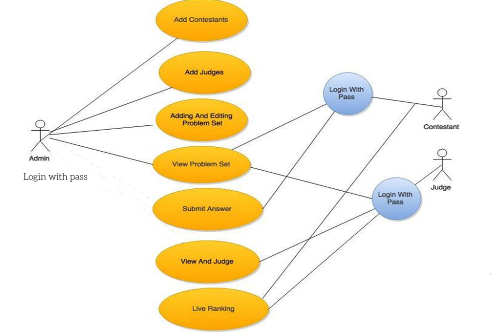 Add Contestants
Add Judges
Adding And Editing
Problem Set
View Problem Set
Submit Answer
View And Judge
Live Ranking
Admin
Login with pass
Login With
Pass
Contestant
Login With
Pass
Judge